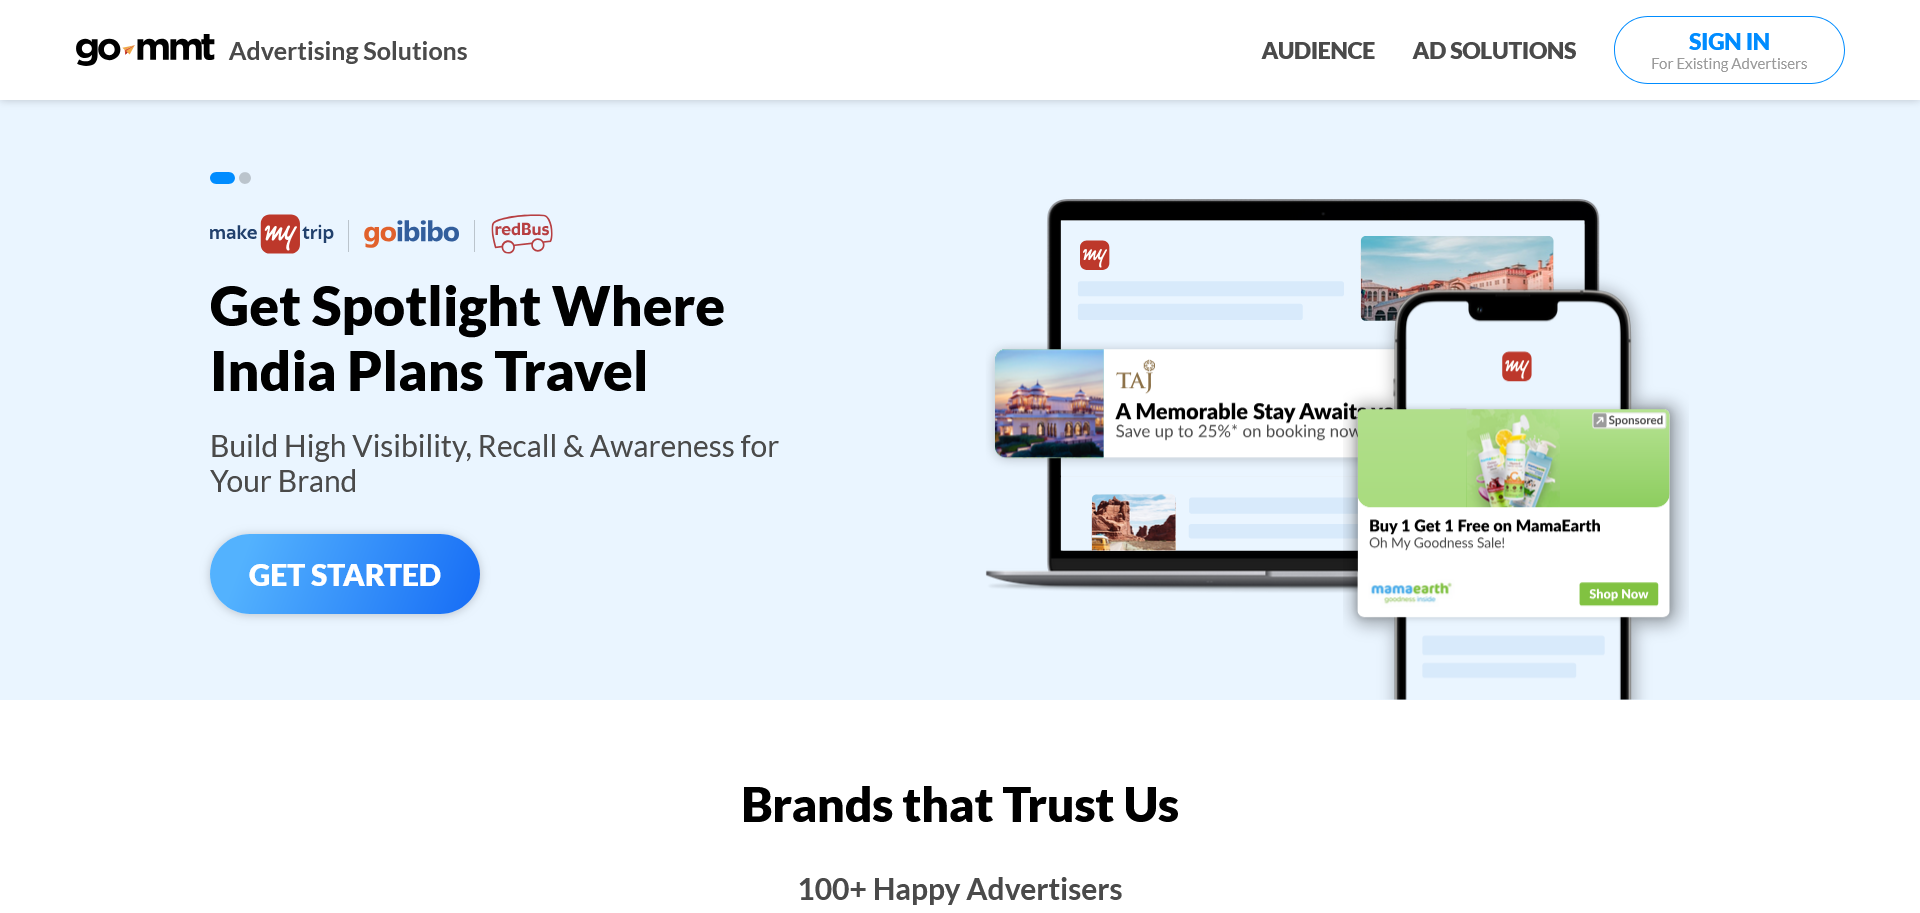 go mmt Advertising Solutions
AUDIENCE
AD SOLUTIONS
SIGN IN
For Existing Advertisers
make my trip
goibibo
redBus
Get Spotlight Where
India Plans Travel
Build High Visibility, Recall & Awareness for
Your Brand
GET STARTED
my
TAJ
A Memorable Stay Awaits
Save up to 25%* on booking now
my
Sponsored
Buy 1 Get 1 Free on MamaEarth
Oh My Goodness Sale!
mamaearth
goodness inside
Shop Now
Brands that Trust Us
100+ Happy Advertisers